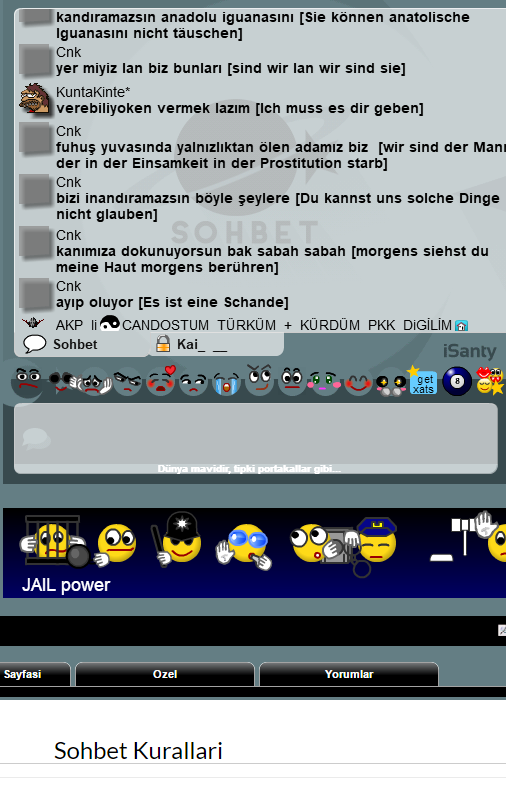 kandıramazsın anadolu iguanasını [Sie können anatolische
Iguanasını nicht täuschen]
Cnk
yer miyiz lan biz bunları [sind wir lan wir sind sie]
KuntaKinte*
verebiliyoken vermek lazım [Ich muss es dir geben]
Cnk
fuhuş yuvasında yalnızlıktan ölen adamız biz [wir sind der Man
der in der Einsamkeit in der Prostitution starb]
Cnk
bizi inandıramazsın böyle şeylere [Du kannst uns solche Dinge
nicht glauben]
SOHBET
Cnk
kanımıza dokunuyorsun bak sabah sabah [morgens siehst du
meine Haut morgens berühren]
Cnk
ayıp oluyor [Es ist eine Schande]
AKP li CANDOSTUM TÜRKÜM + KÜRDÜM PKK DiGİLİM
Sohbet Kai_ __
iSanty
get
xats
8
Dünya mavidir, tıpkı portakallar gibi...
JAIL power
Sayfasi Ozel Yorumlar
Sohbet Kurallari